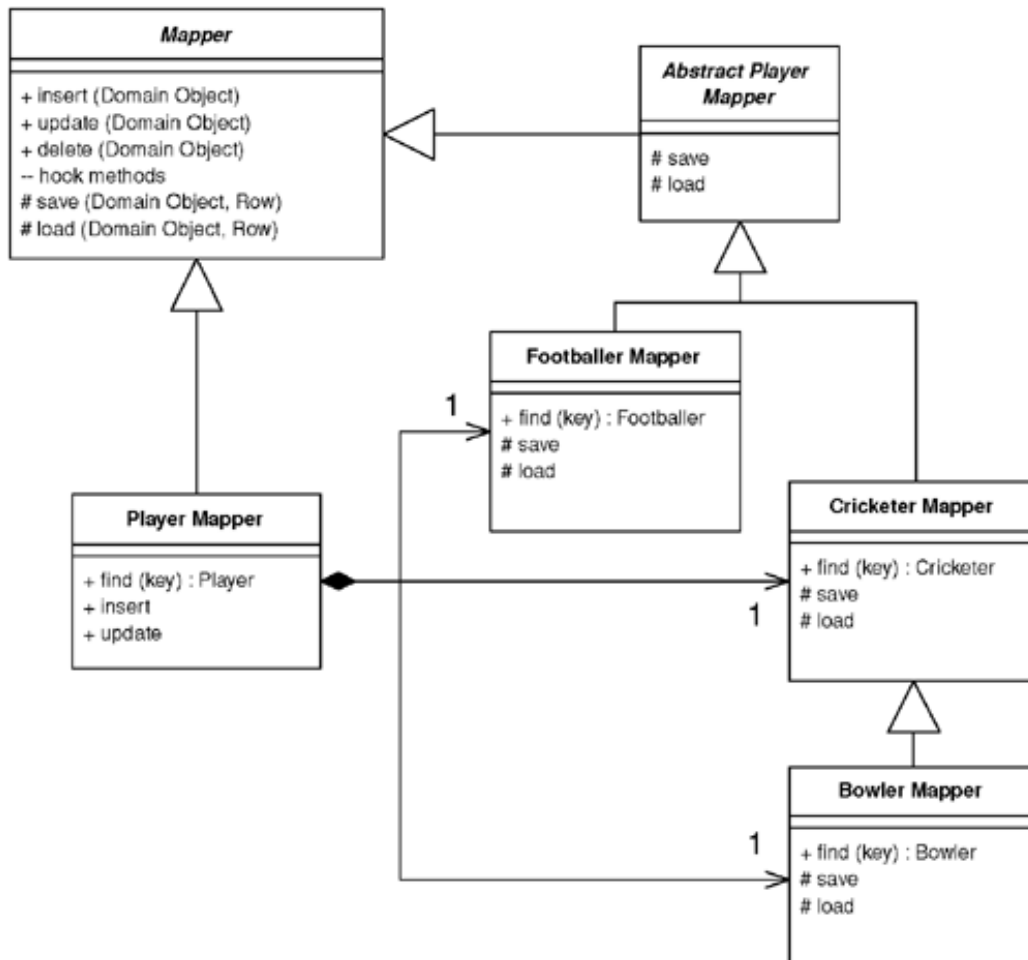 Mapper
+ insert (Domain Object)
+ update (Domain Object)
+ delete (Domain Object)
-- hook methods
# save (Domain Object, Row)
# load (Domain Object, Row)
Abstract Player
Mapper
# save
# load
Footballer Mapper
+ find (key) : Footballer
# save
# load
1
Player Mapper
+ find (key) : Player
+ insert
+ update
Cricketer Mapper
+ find (key) : Cricketer
# save
# load
1
Bowler Mapper
+ find (key) : Bowler
# save
# load
1